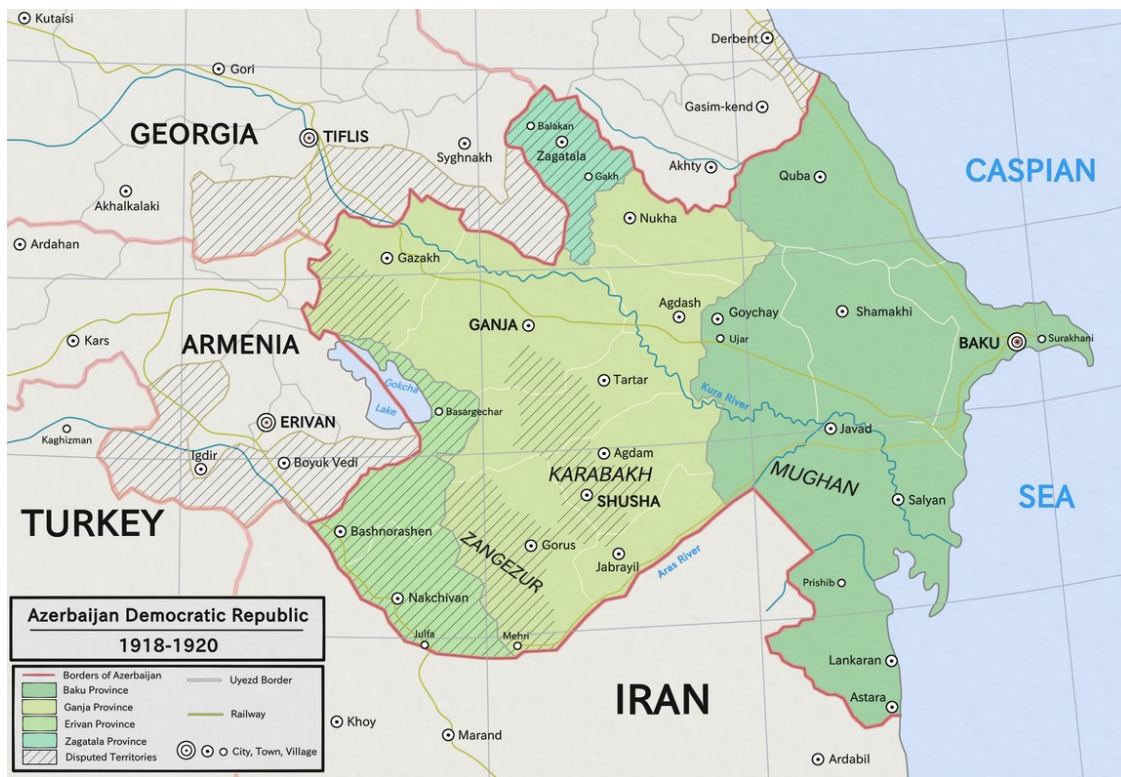 Kutaisi
Derbent
Gori
Gasim-kend
GEORGIA
TIFLIS
Balakan
Zagatala
Syghnakh
Akhty
Gakh
Quba
CASPIAN
Akhalkalaki
Nukha
Ardahan
Gazakh
Agdash
Goychay
Shamakhi
GANJA
Ujar
Kars
ARMENIA
BAKU
Surakhani
Gokcha
Lake
Tartar
Kura River
Basargechar
ERIVAN
Kaghizman
Javad
Igdir
Boyuk Vedi
Agdam
KARABAKH
MUGHAN
SHUSHA
Salyan
SEA
TURKEY
Bashnorashen
ZANGEZUR
Gorus
Jabrayil
Aras River
Prishib
Nakchivan
Julfa
Mehri
Lankaran
Astara
IRAN
Khoy
Marand
Ardabil
Azerbaijan Democratic Republic
1918-1920
Borders of Azerbaijan
Baku Province
Ganja Province
Erivan Province
Zagatala Province
Disputed Territories
Uyezd Border
Railway
City, Town, Village